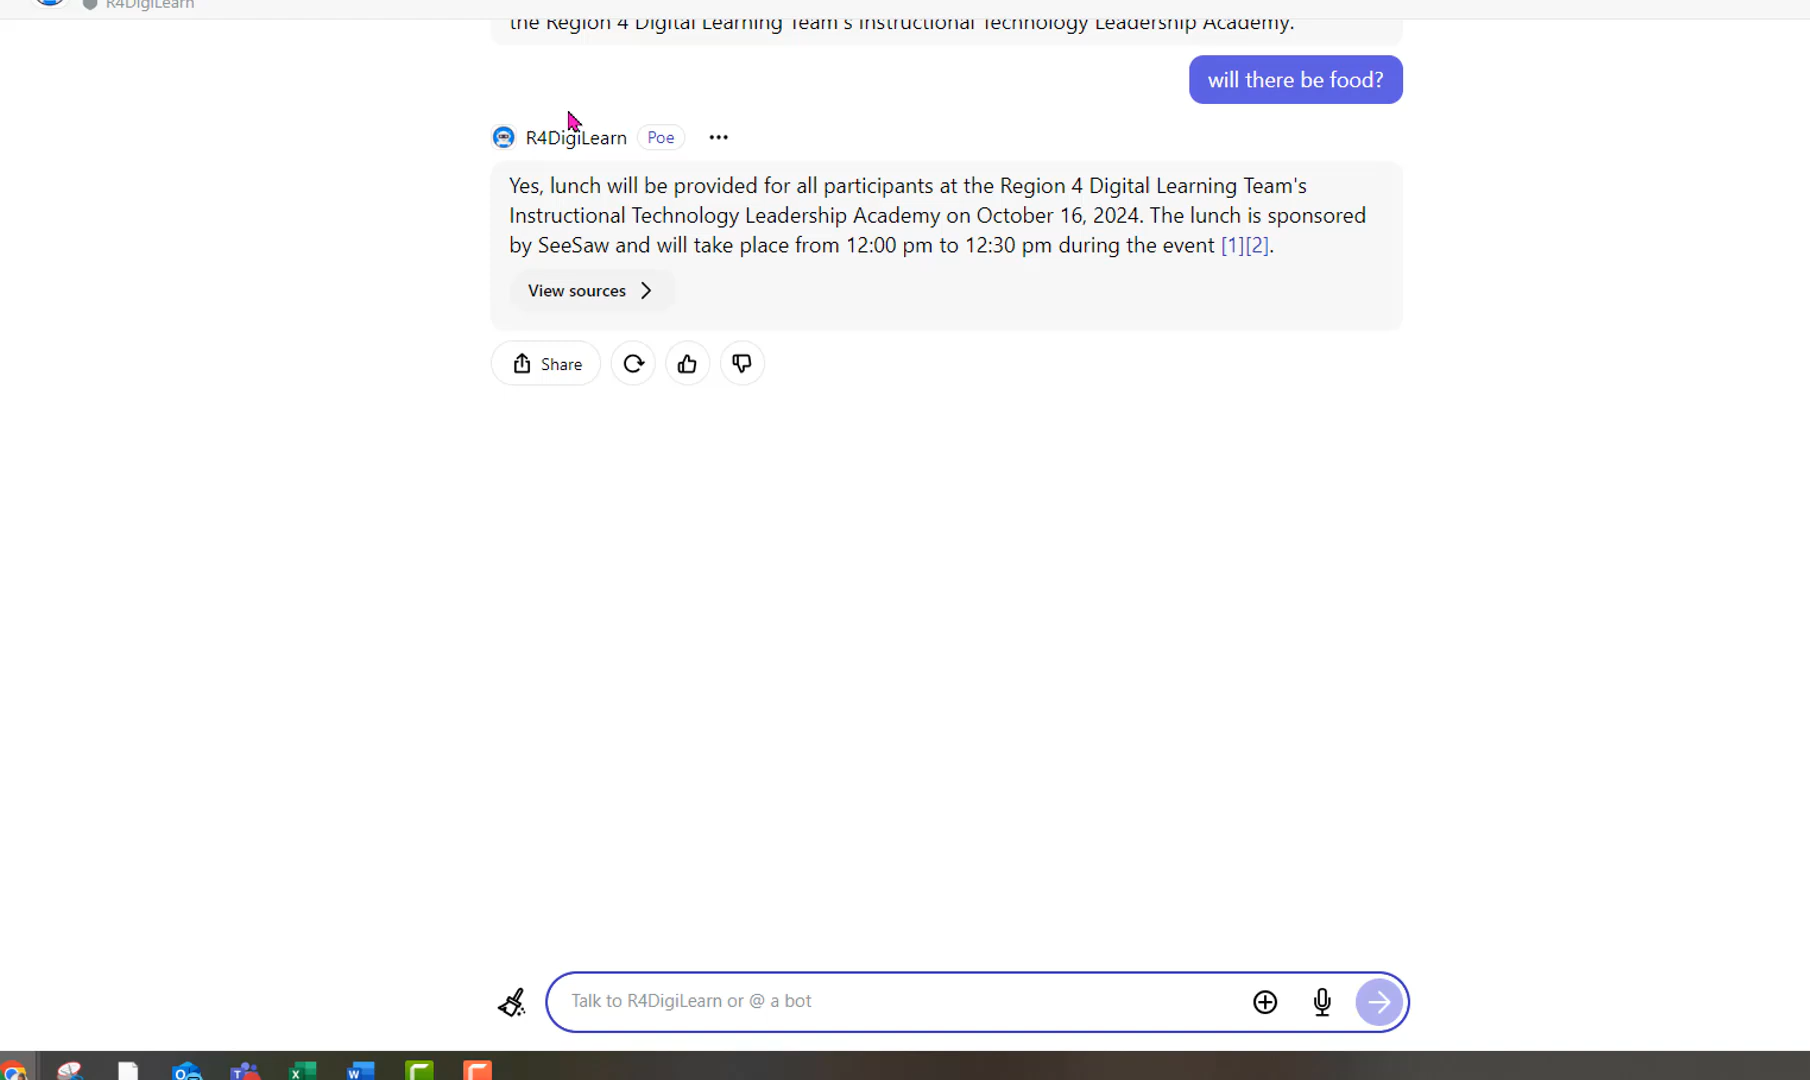 R4DigiLearn
the Region 4 Digital Learning Team's Instructional Technology Leadership Academy.
will there be food?
R4DigiLearn Poe
Yes, lunch will be provided for all participants at the Region 4 Digital Learning Team's
Instructional Technology Leadership Academy on October 16, 2024. The lunch is sponsored
by SeeSaw and will take place from 12:00 pm to 12:30 pm during the event [1][2].
View sources
Share
Talk to R4DigiLearn or @ a bot